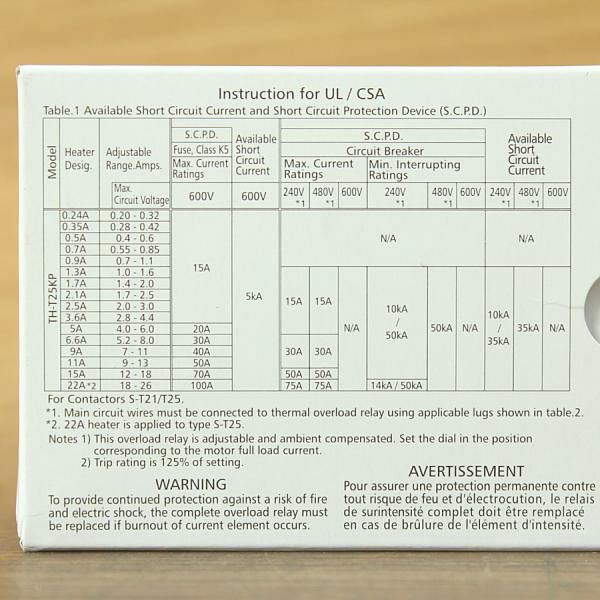 Instruction for UL / CSA
Table.1 Available Short Circuit Current and Short Circuit Protection Device (S.C.P.D.)
Model
Heater Desig.
Adjustable Range.Amps.
S.C.P.D.
Fuse, Class K5
Max. Current Ratings
Available Short Circuit Current
S.C.P.D.
Circuit Breaker
Max. Current Ratings
Min. Interrupting Ratings
Available Short Circuit Current
Max. Circuit Voltage
600V 600V 240V *1 480V *1 600V 240V *1 480V *1 600V 240V *1 480V *1 600V
TH-T25KP
0.24A 0.20 - 0.32
0.35A 0.28 - 0.42
0.5A 0.4 - 0.6
0.7A 0.55 - 0.85
0.9A 0.7 - 1.1
1.3A 1.0 - 1.6
1.7A 1.4 - 2.0
2.1A 1.7 - 2.5
2.5A 2.0 - 3.0
3.6A 2.8 - 4.4
15A
5kA
N/A
N/A
15A 15A
N/A
10kA / 50kA
50kA
N/A
10kA / 35kA
35kA
N/A
5A 4.0 - 6.0 20A
6.6A 5.2 - 8.0 30A
9A 7 - 11 40A 30A 30A
11A 9 - 13 50A
15A 12 - 18 70A 50A 50A
22A*2 18 - 26 100A 75A 75A 14kA / 50kA
For Contactors S-T21/T25.
*1. Main circuit wires must be connected to thermal overload relay using applicable lugs shown in table.2.
*2. 22A heater is applied to type S-T25.
Notes 1) This overload relay is adjustable and ambient compensated. Set the dial in the position
corresponding to the motor full load current.
2) Trip rating is 125% of setting.
WARNING
To provide continued protection against a risk of fire
and electric shock, the complete overload relay must
be replaced if burnout of current element occurs.
AVERTISSEMENT
Pour assurer une protection permanente contre
tout risque de feu et d'électrocution, le relais
de surintensité complet doit être remplacé
en cas de brûlure de l'élément d'intensité.